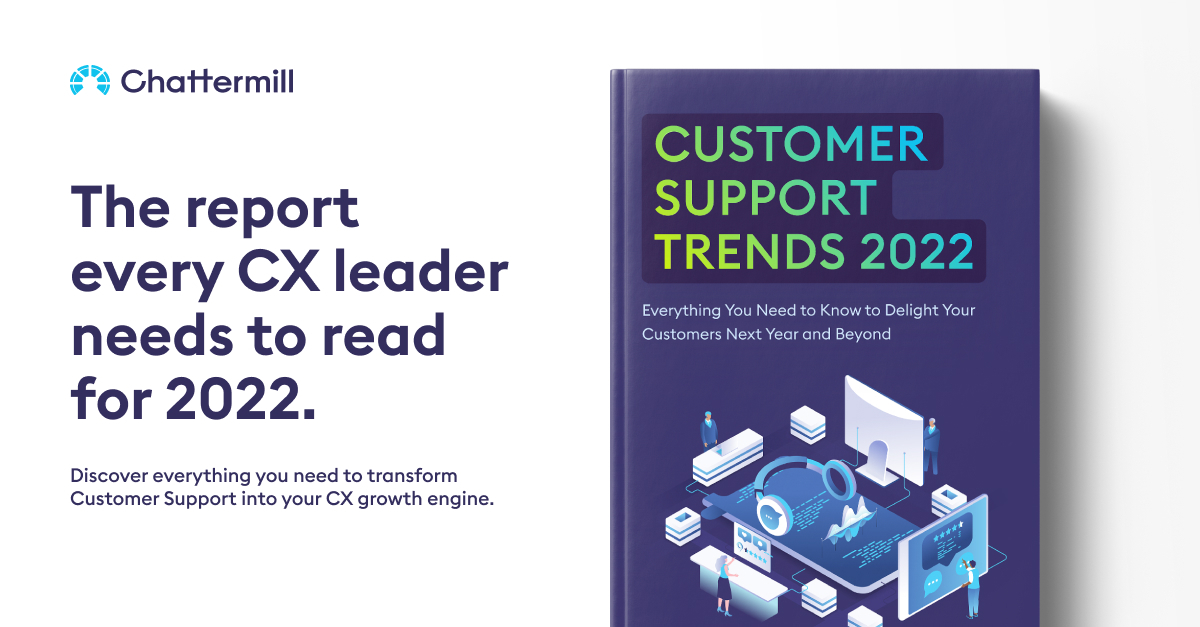 Chattermill
The report
every CX leader
needs to read
for 2022.
Discover everything you need to transform
Customer Support into your CX growth engine.
CUSTOMER
SUPPORT
TRENDS 2022
Everything You Need to Know to Delight Your
Customers Next Year and Beyond